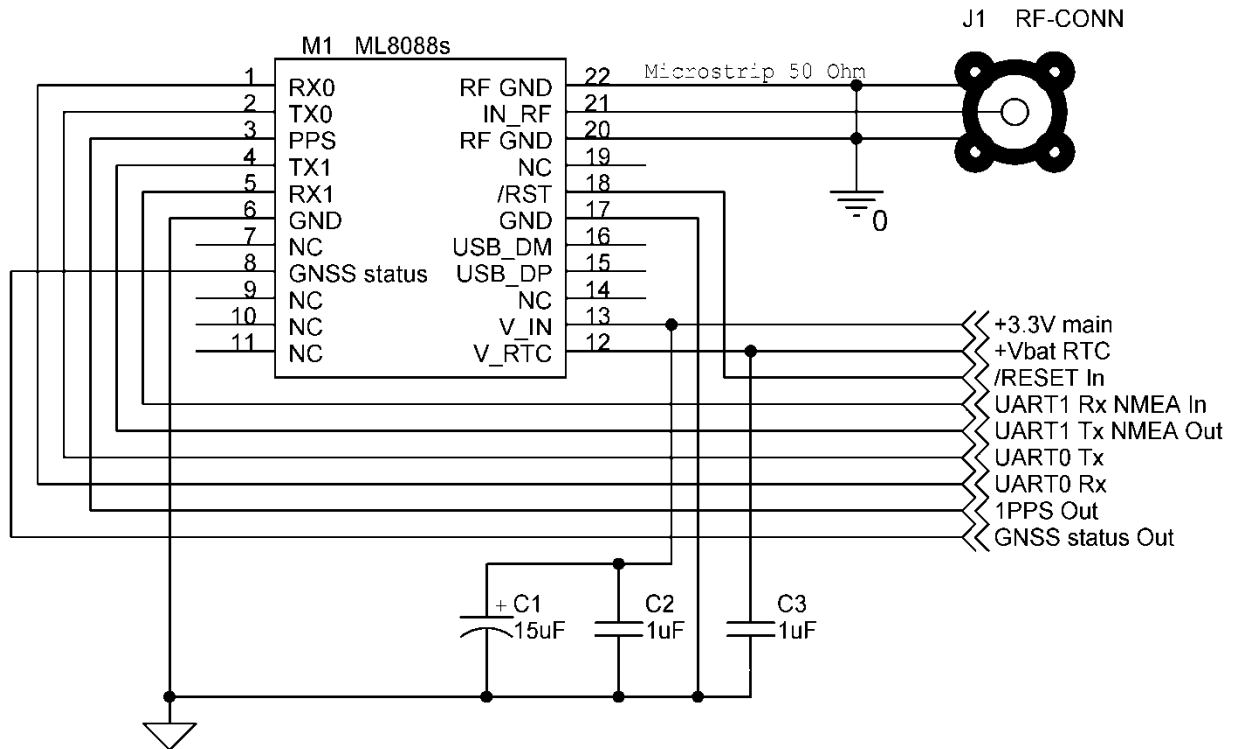 J1 RF-CONN
M1 ML8088s
Microstrip 50 Ohm
1 RX0 RF GND 22
2 TX0 IN_RF 21
3 PPS RF GND 20
4 TX1 NC 19
5 RX1 /RST 18
6 GND GND 17
7 NC USB_DM 16
8 GNSS status USB_DP 15
9 NC NC 14
10 NC V_IN 13
11 NC V_RTC 12
0
+3.3V main
+Vbat RTC
/RESET In
UART1 Rx NMEA In
UART1 Tx NMEA Out
UART0 Tx
UART0 Rx
1PPS Out
GNSS status Out
+ C1 C2 C3
15uF 1uF 1uF